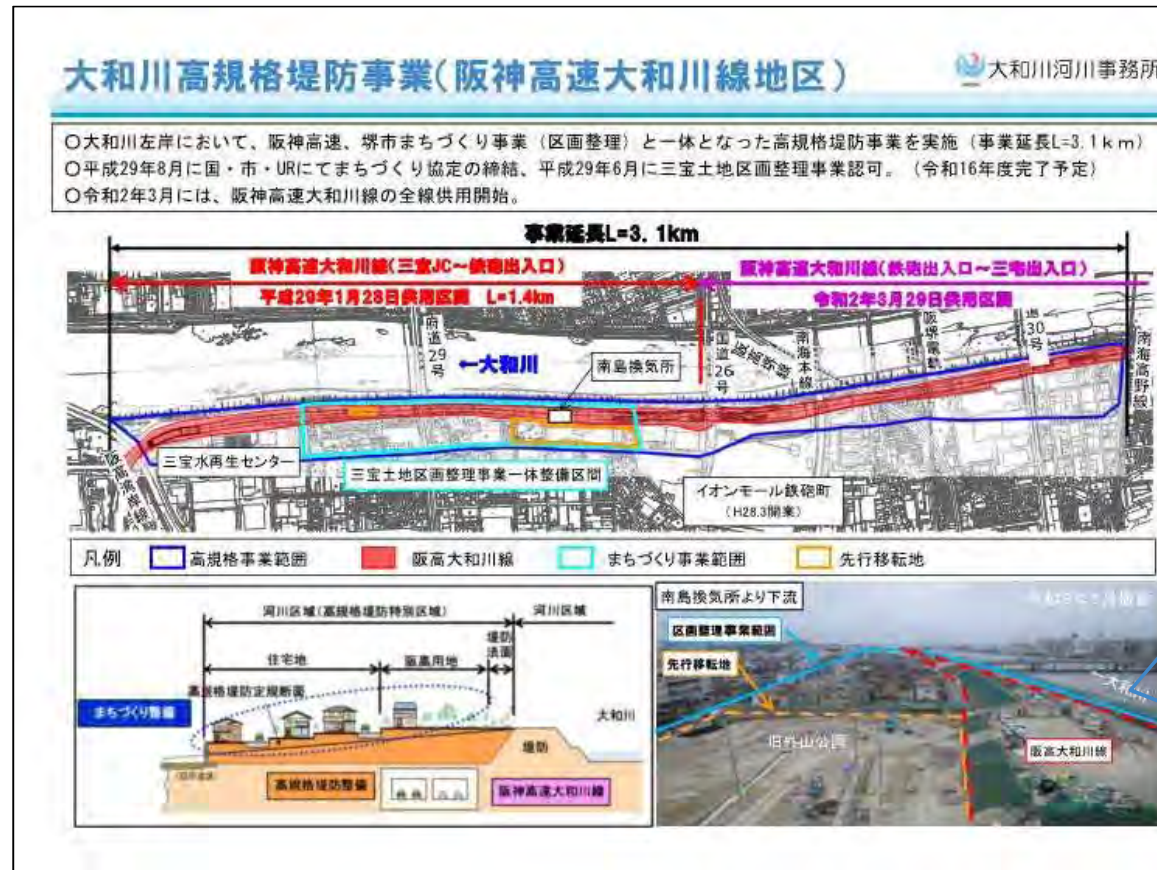 大和川高規格堤防事業(阪神高速大和川線地区)
大和川河川事務所
○大和川左岸において、阪神高速、堺市まちづくり事業(区画整理)と一体となった高規格堤防事業を実施(事業延長L=3.1km)
○平成29年8月に国・市・URにてまちづくり協定の締結、平成29年6月に三宝土地区画整理事業認可。(令和16年度完了予定)
○令和2年3月には、阪神高速大和川線の全線供用開始。
事業延長L=3.1km
阪神高速大和川線(三宝JC~鉄砲出入口)
阪神高速大和川線(鉄砲出入口~三宅出入口)
平成29年1月28日供用区間 L=1.4km
令和2年3月29日供用区間
府道29号
←大和川
南島換気所
国道26号
阪堺電軌
南海本線
道30号
南海高野線
三宝水再生センター
三宝土地区画整理事業一体整備区間
イオンモール鉄砲町
(H28.3開業)
凡例
高規格事業範囲
阪高大和川線
まちづくり事業範囲
先行移転地
河川区域(高規格堤防特別区域)
河川区域
堤防法面
住宅地
阪高用地
高規格堤防定規断面
まちづくり整備
大和川
堤防
高規格堤防整備
阪神高速大和川線
南島換気所より下流
区画整理事業範囲
先行移転地
←大和川
旧外山公園
阪高大和川線